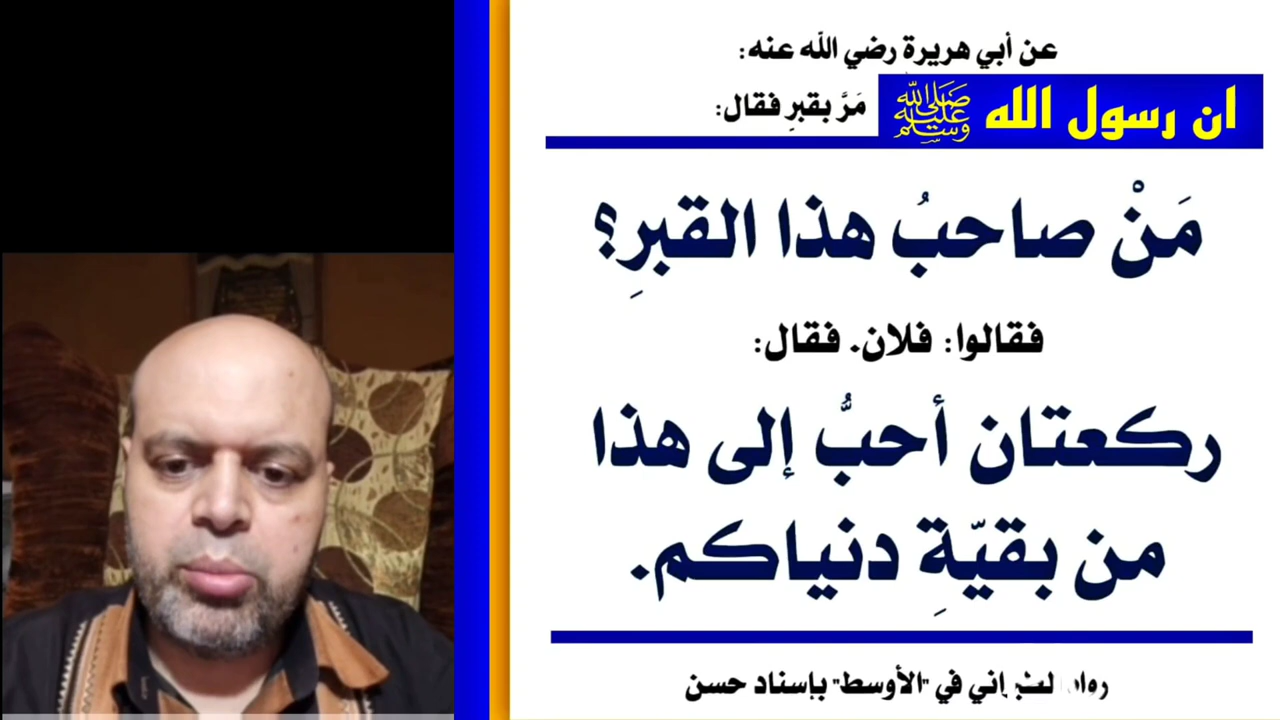 عن أبي هريرة رضي الله عنه:
ان رسول الله ﷺ مَرَّ بقبرِ فقال:
مَنْ صاحبُ هذا القبرِ؟
فقالوا: فلان. فقال:
ركعتان أحبُّ إلى هذا
من بقيّةِ دنياكم.
في "الأوسط" بإسناد حسن